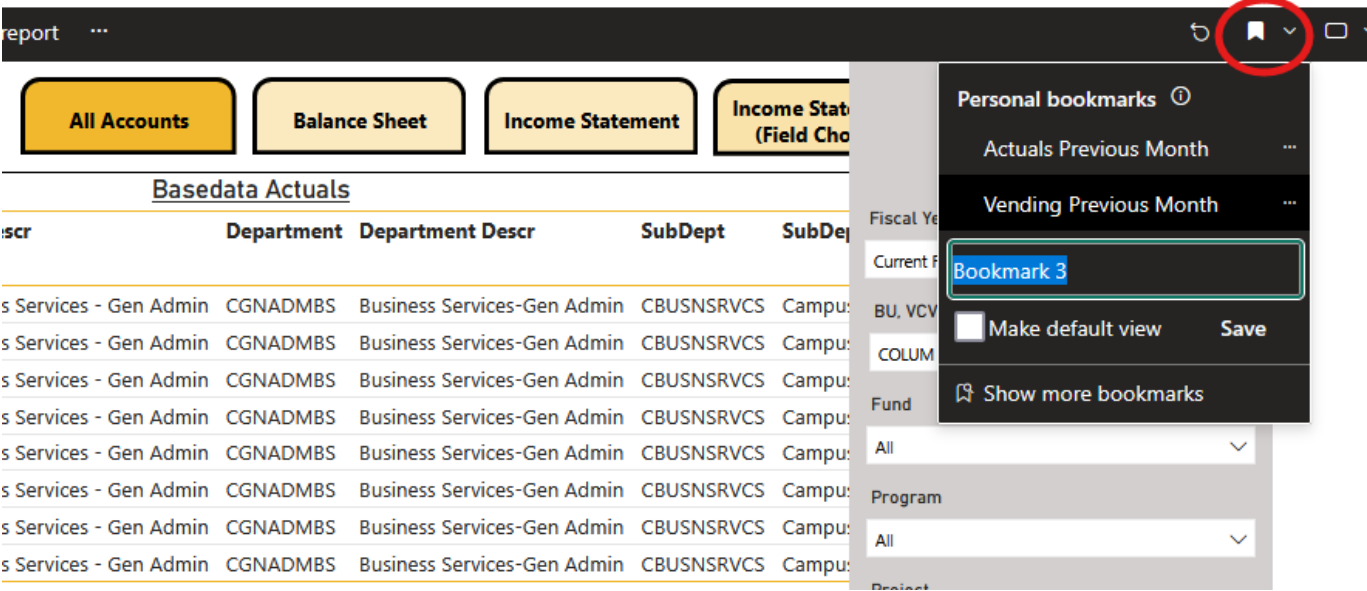 report ...
All Accounts
Balance Sheet
Income Statement
Income State
(Field Cho
Basedata Actuals
escr Department Department Descr SubDept SubDep
s Services - Gen Admin CGNADMBS Business Services-Gen Admin CBUSNSRVCS Campus
s Services - Gen Admin CGNADMBS Business Services-Gen Admin CBUSNSRVCS Campus
s Services - Gen Admin CGNADMBS Business Services-Gen Admin CBUSNSRVCS Campus
s Services - Gen Admin CGNADMBS Business Services-Gen Admin CBUSNSRVCS Campus
s Services - Gen Admin CGNADMBS Business Services-Gen Admin CBUSNSRVCS Campus
s Services - Gen Admin CGNADMBS Business Services-Gen Admin CBUSNSRVCS Campus
s Services - Gen Admin CGNADMBS Business Services-Gen Admin CBUSNSRVCS Campus
s Services - Gen Admin CGNADMBS Business Services-Gen Admin CBUSNSRVCS Campus
Personal bookmarks
Actuals Previous Month ...
Vending Previous Month ...
Bookmark 3
Make default view Save
Show more bookmarks
Fiscal Ye
Current F
BU, VCV
COLUM
Fund
All
Program
All
Project